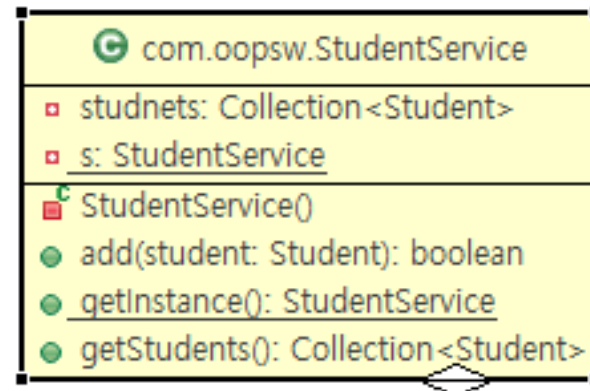 C com.oopsw.StudentService
studnets: Collection<Student>
s: StudentService
C StudentService()
add(student: Student): boolean
getInstance(): StudentService
getStudents(): Collection<Student>